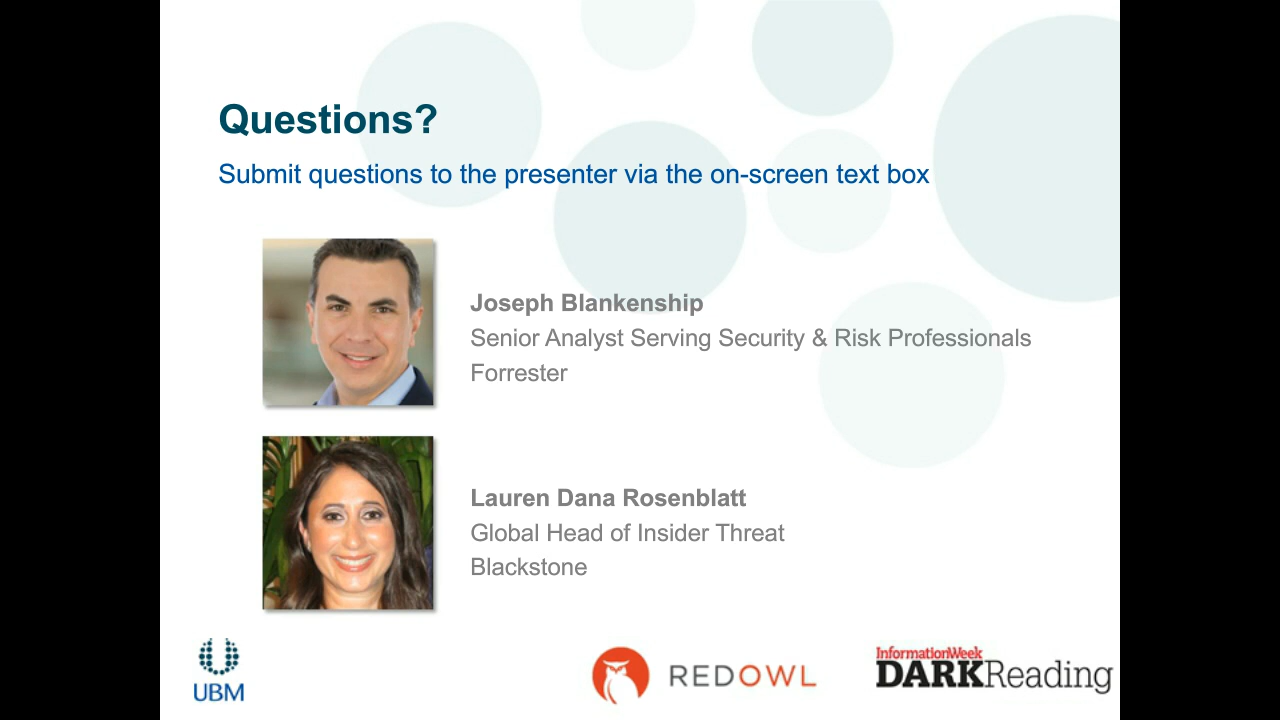 Questions?
Submit questions to the presenter via the on-screen text box
Joseph Blankenship
Senior Analyst Serving Security & Risk Professionals
Forrester
Lauren Dana Rosenblatt
Global Head of Insider Threat
Blackstone
UBM
REDOWL
InformationWeek
DARKReading